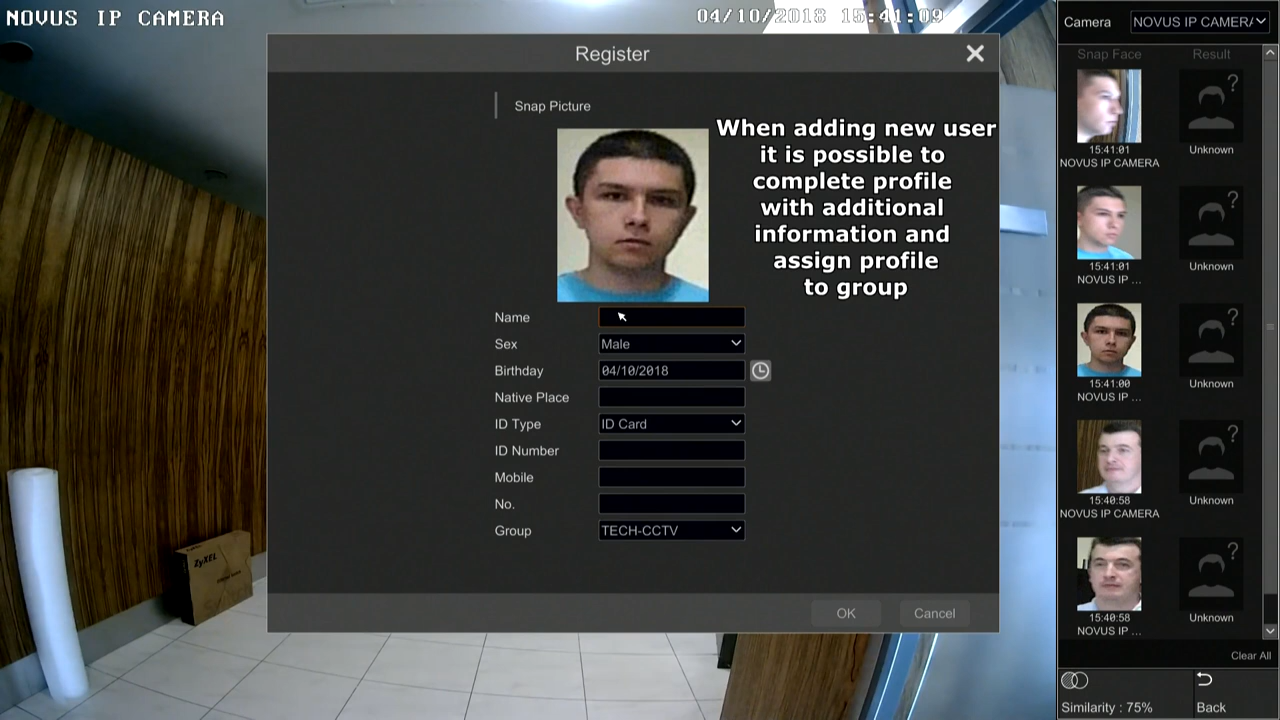 NOVUS IP CAMERA
04/10/2018 15:41:09
Camera
NOVUS IP CAMERA
Register
Snap Face
Result
Snap Picture
When adding new user
it is possible to
complete profile
with additional
information and
assign profile
to group
Name
Sex
Male
Birthday
04/10/2018
Native Place
ID Type
ID Card
ID Number
Mobile
No.
Group
TECH-CCTV
OK
Cancel
?
15:41:01
Unknown
NOVUS IP CAMERA
?
15:41:01
Unknown
NOVUS IP ...
?
15:41:00
Unknown
NOVUS IP ...
?
15:40:58
Unknown
NOVUS IP CAMERA
?
15:40:58
Unknown
NOVUS IP ...
Clear All
Similarity : 75%
Back
ZyXEL